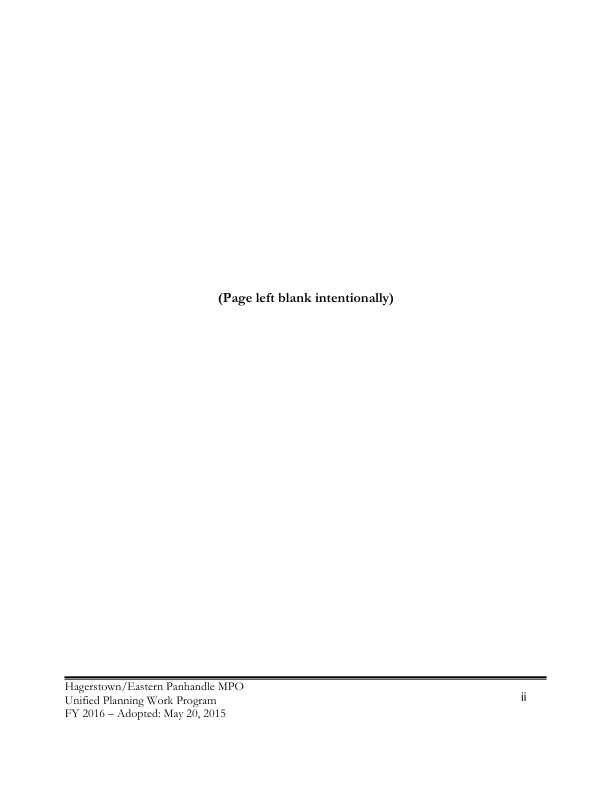 (Page left blank intentionally)
Hagerstown/Eastern Panhandle MPO
Unified Planning Work Program
FY 2016 – Adopted: May 20, 2015
ii